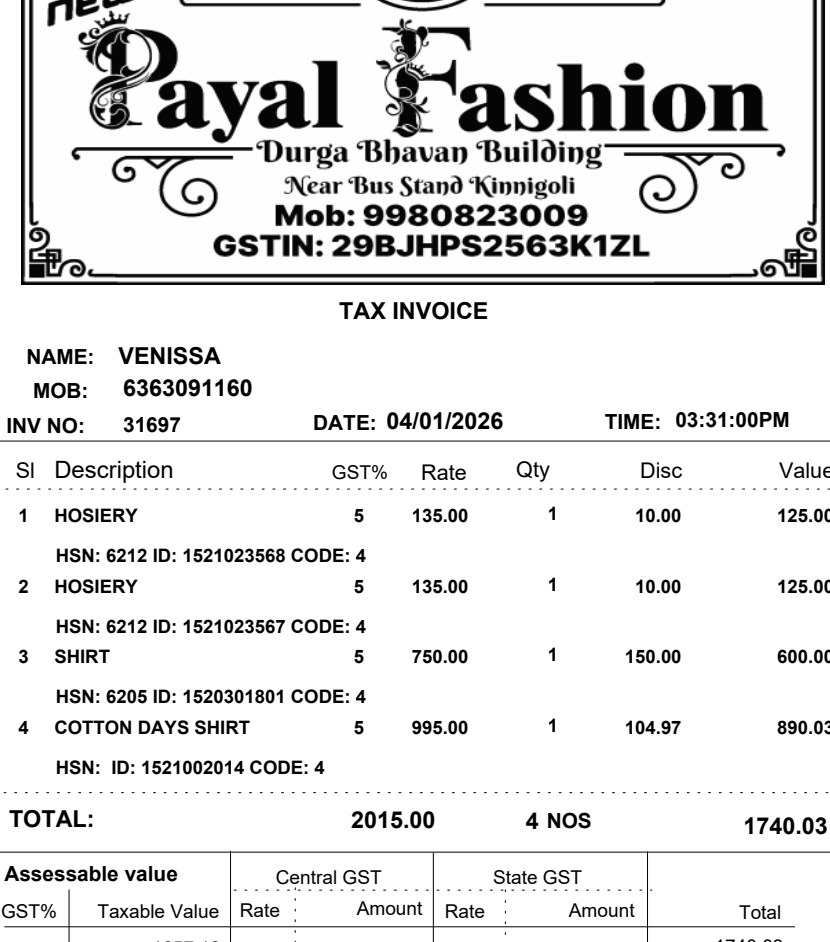 new
Payal Fashion
Durga Bhavan Building
Near Bus Stand Kinnigoli
Mob: 9980823009
GSTIN: 29BJHPS2563K1ZL
TAX INVOICE
NAME: VENISSA
MOB: 6363091160
INV NO: 31697 DATE: 04/01/2026 TIME: 03:31:00PM
Sl Description GST% Rate Qty Disc Value
1 HOSIERY 5 135.00 1 10.00 125.00
HSN: 6212 ID: 1521023568 CODE: 4
2 HOSIERY 5 135.00 1 10.00 125.00
HSN: 6212 ID: 1521023567 CODE: 4
3 SHIRT 5 750.00 1 150.00 600.00
HSN: 6205 ID: 1520301801 CODE: 4
4 COTTON DAYS SHIRT 5 995.00 1 104.97 890.03
HSN: ID: 1521002014 CODE: 4
TOTAL: 2015.00 4 NOS 1740.03
Assessable value Central GST State GST
GST% Taxable Value Rate Amount Rate Amount Total